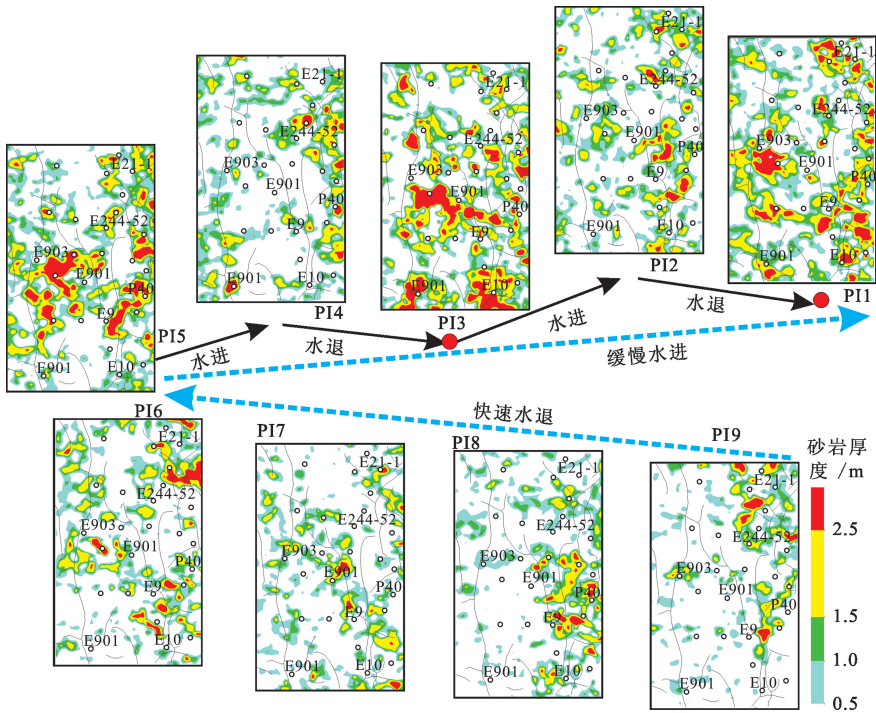 E21-1
E244-52
E903
E901
P40
E9
E901
E10
PI5
E21-1
E244-52
E903
E901
P40
E9
E901
E10
PI4
E21-1
E244-52
E903
E901
P40
E9
E901
E10
PI3
E21-1
E244-52
E903
E901
P40
E9
E901
E10
PI2
E21-1
E244-52
E903
E901
P40
E9
E901
E10
PI1
水进
水退
水进
水退
缓慢水进
快速水退
PI6
E21-1
E244-52
E903
E901
P40
E9
E901
E10
PI7
E21-1
E244-52
E903
E901
P40
E9
E901
E10
PI8
E21-1
E244-52
E903
E901
P40
E9
E901
E10
PI9
E21-1
E244-52
E903
E901
P40
E9
E901
E10
砂岩厚
度 /m
2.5
1.5
1.0
0.5